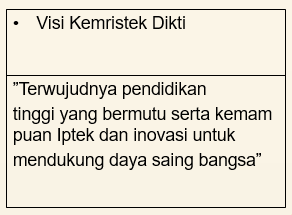 • Visi Kemristek Dikti
”Terwujudnya pendidikan
tinggi yang bermutu serta kemam
puan Iptek dan inovasi untuk
mendukung daya saing bangsa”